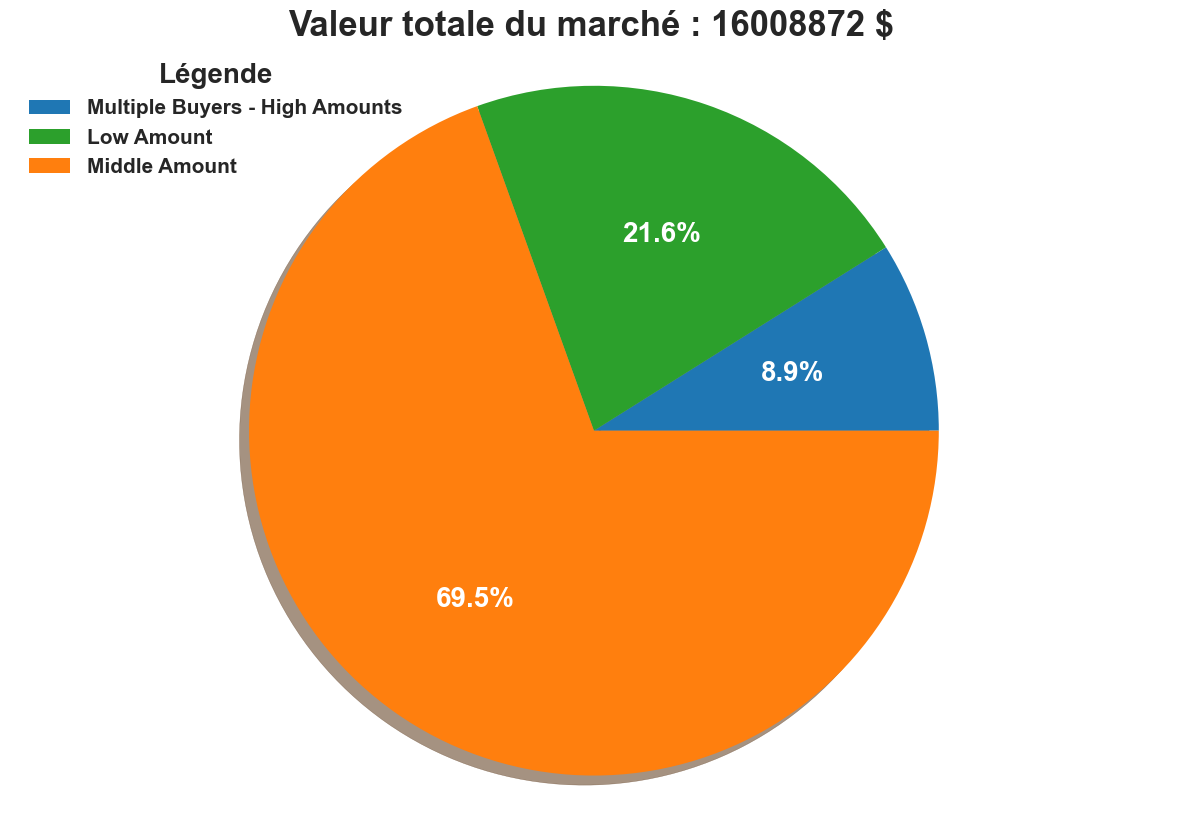 Valeur totale du marché : 16008872 $
Légende
Multiple Buyers - High Amounts
Low Amount
Middle Amount
21.6%
8.9%
69.5%